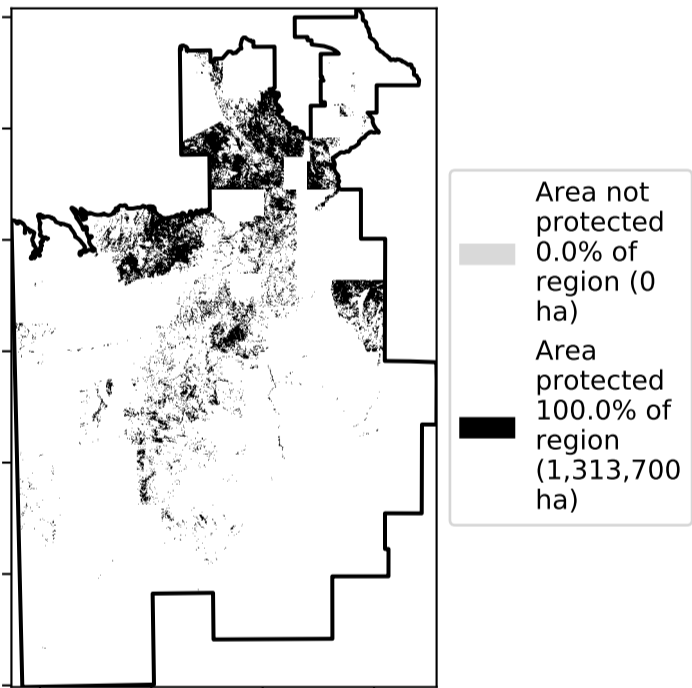 Area not
protected
0.0% of
region (0
ha)
Area
protected
100.0% of
region
(1,313,700
ha)